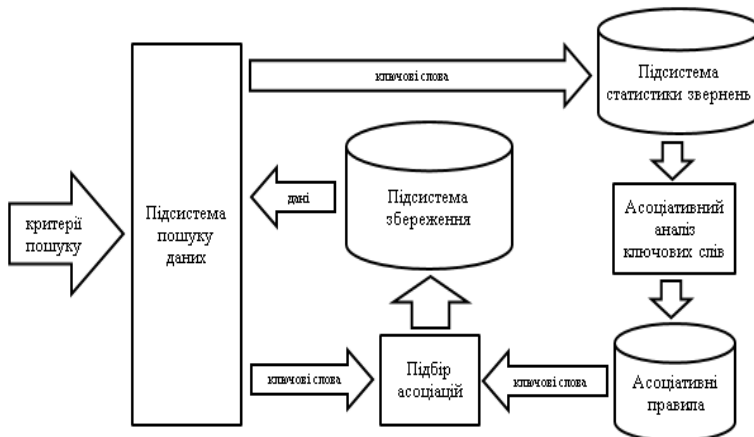 критерії
пошуку
Підсистема
пошуку
даних
ключові слова
Підсистема
статистики звернень
дані
Підсистема
збереження
Асоціативний
аналіз
ключових слів
ключові слова
Підбір
асоціацій
ключові слова
Асоціативні
правила